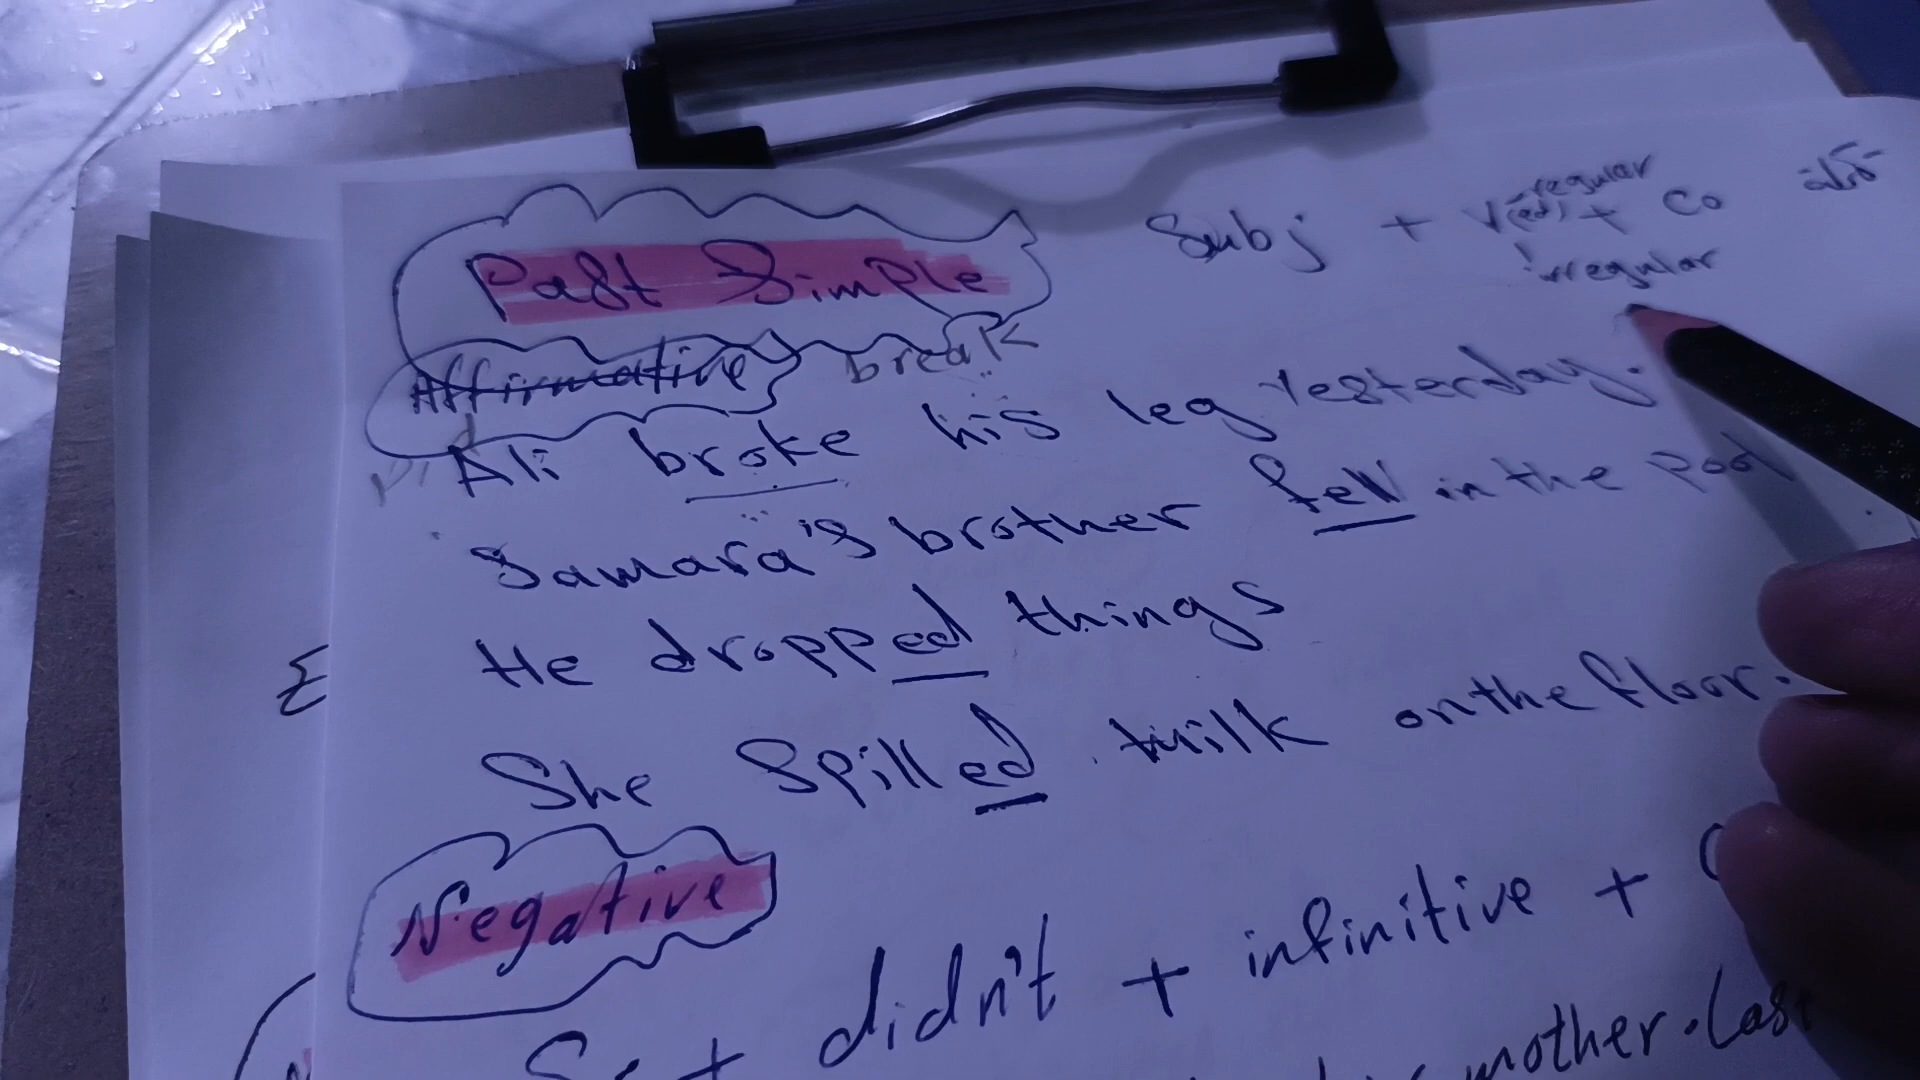 Past Simple
Subj + V(ed) + Co
regular
irregular
Affirmative
break
Ali broke his leg yesterday.
Samara's brother fell in the pool
He dropped things
She spilled milk on the floor.
Negative
+ didn't + infinitive +
mother. Last
E